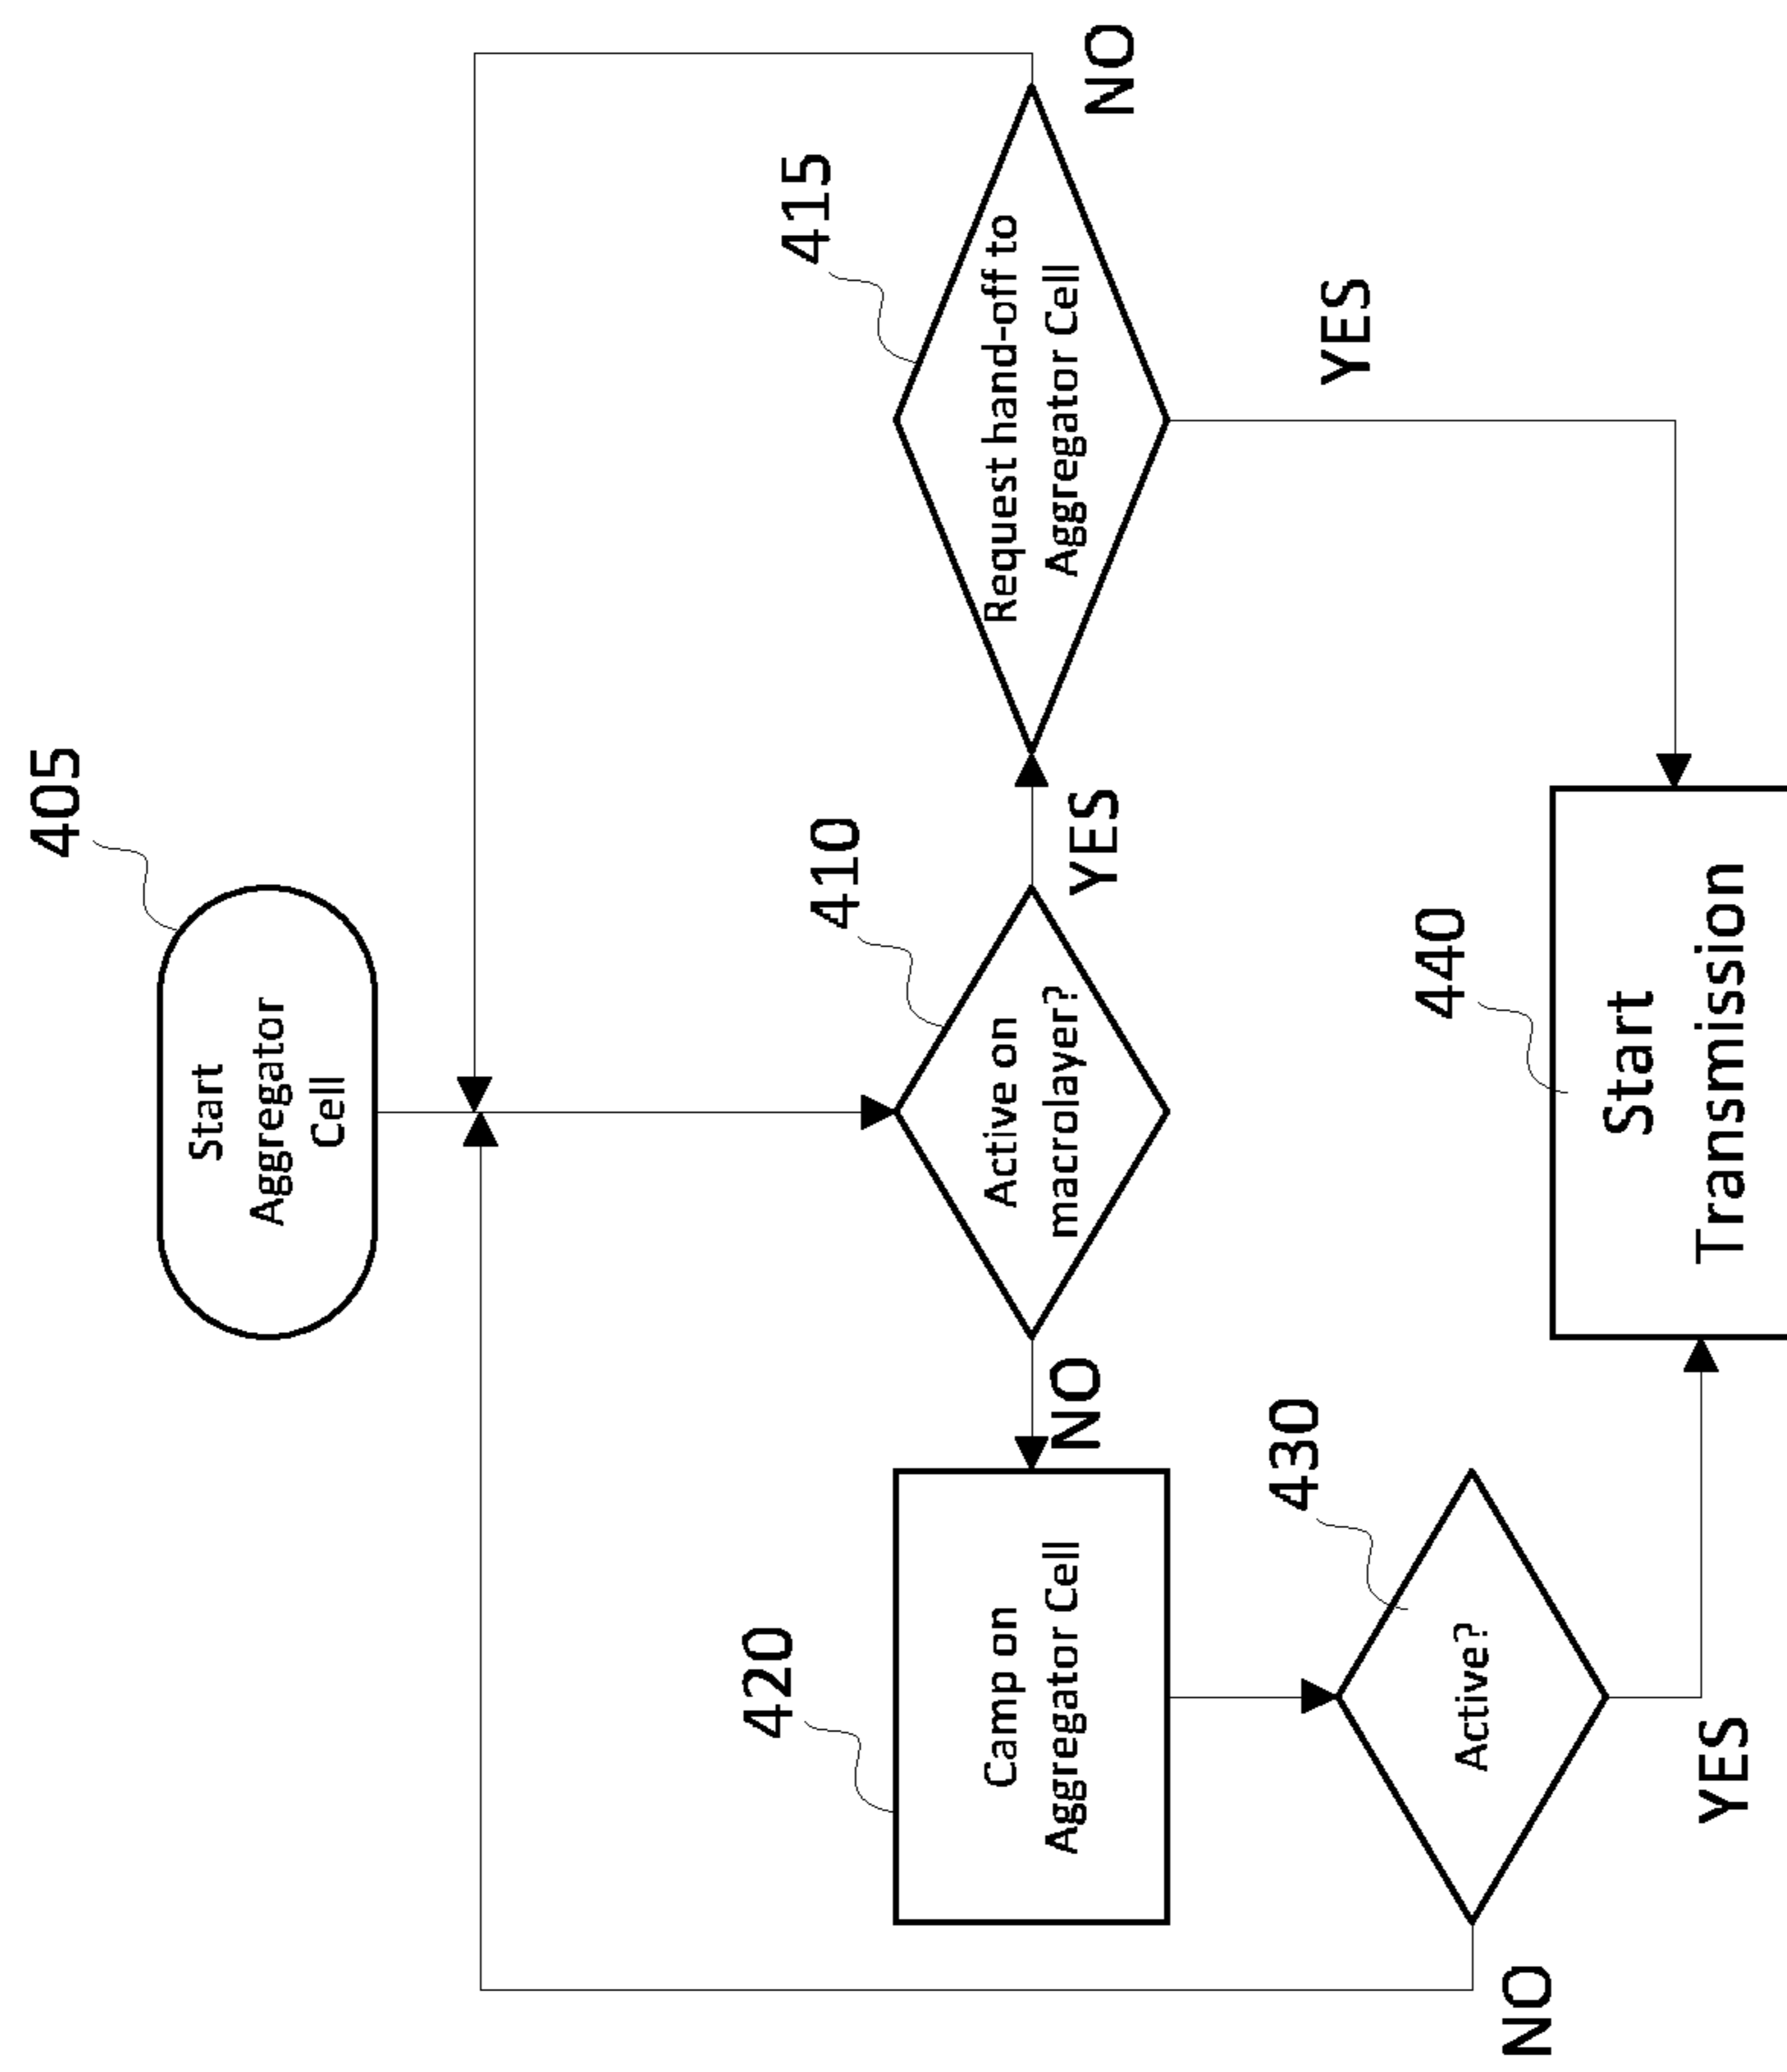 405
Start
Aggregator
Cell
410
Active on
macrolayer?
YES
NO
415
Request hand-off to
Aggregator Cell
NO
YES
420
Camp on
Aggregator Cell
430
Active?
NO
YES
440
Start
Transmission